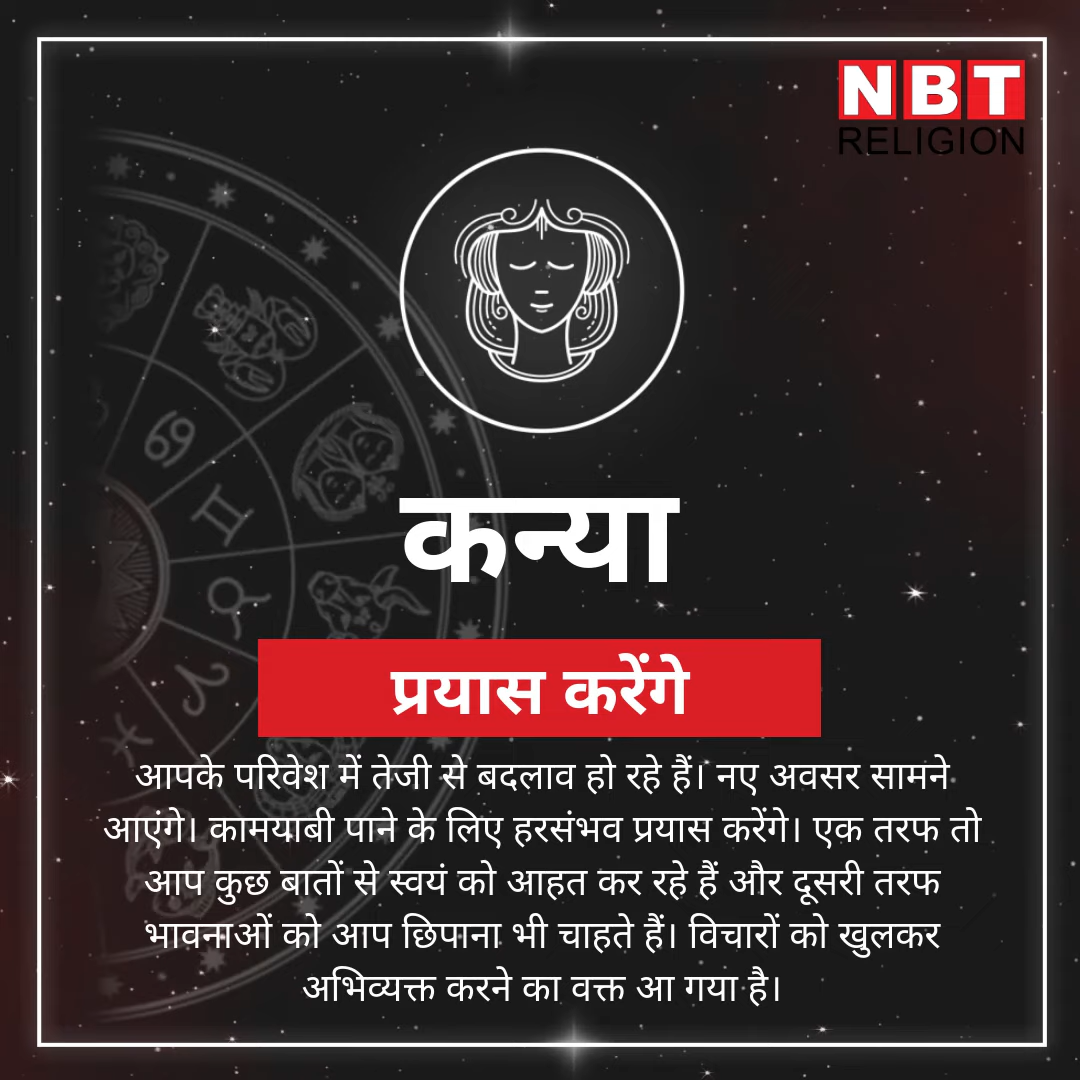 NBT
RELIGION
कन्या
प्रयास करेंगे
आपके परिवेश में तेजी से बदलाव हो रहे हैं। नए अवसर सामने
आएंगे। कामयाबी पाने के लिए हरसंभव प्रयास करेंगे। एक तरफ तो
आप कुछ बातों से स्वयं को आहत कर रहे हैं और दूसरी तरफ
भावनाओं को आप छिपाना भी चाहते हैं। विचारों को खुलकर
अभिव्यक्त करने का वक्त आ गया है।